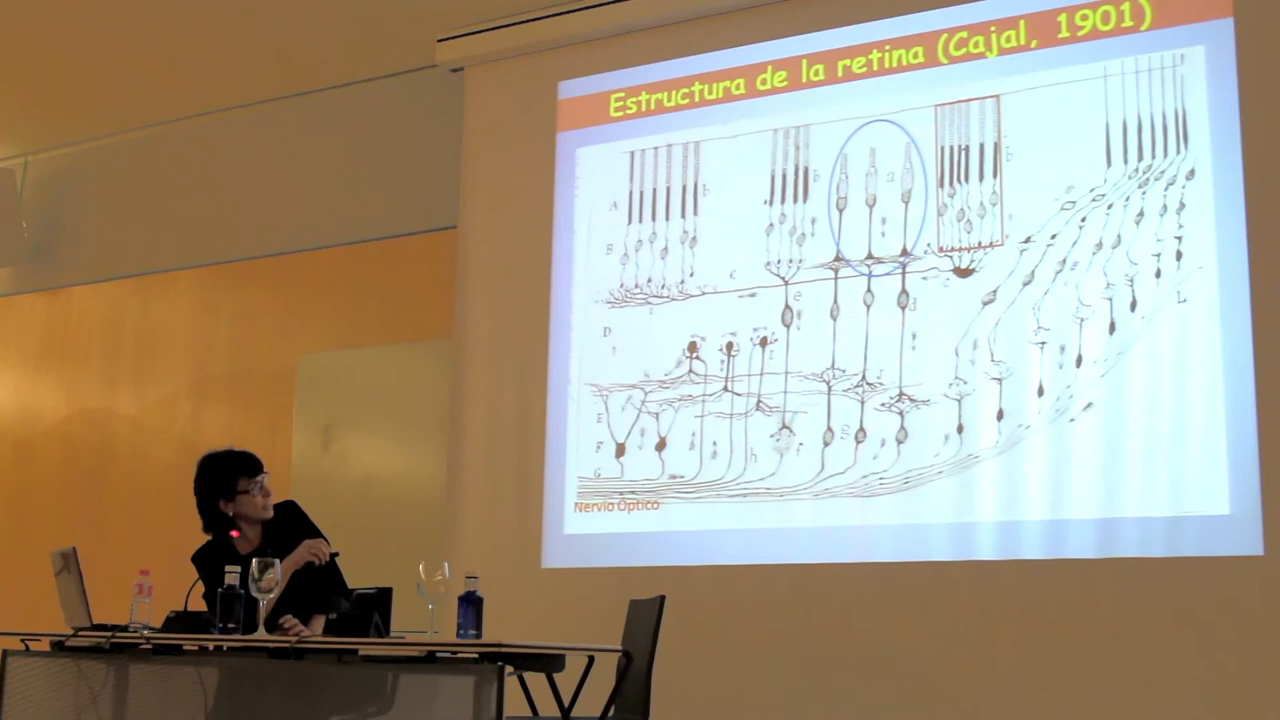 Estructura de la retina (Cajal, 1901)
A
b
b
a
b
B
c
e
e
D
d
I
J
E
F
g
h
f
G
L
Nervio Óptico